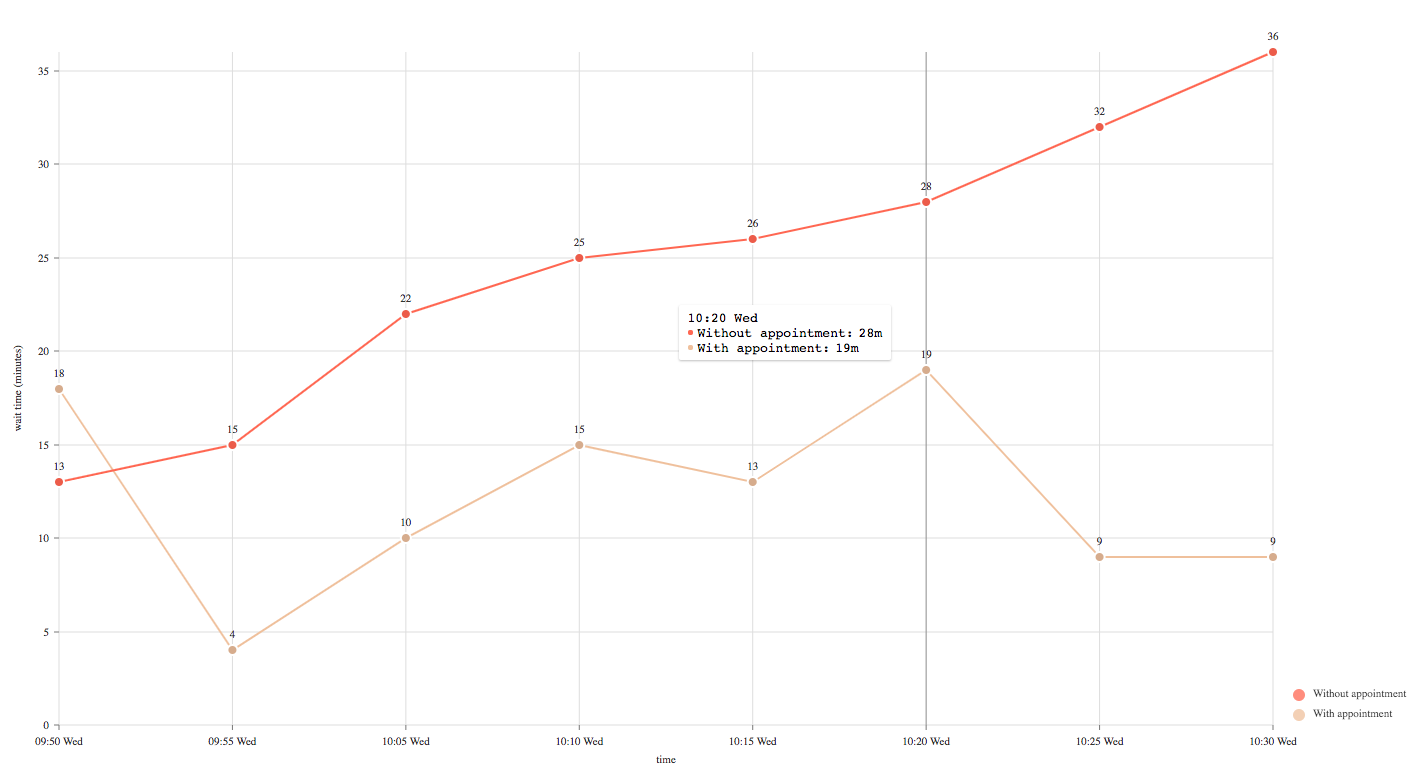 36
35
32
30
28
26
25
25
22
10:20 Wed
Without appointment: 28m
With appointment: 19m
20
19
18
wait time (minutes)
15
15
15
13
13
10
10
9
9
5
4
0
09:50 Wed
09:55 Wed
10:05 Wed
10:10 Wed
10:15 Wed
10:20 Wed
10:25 Wed
10:30 Wed
time
Without appointment
With appointment